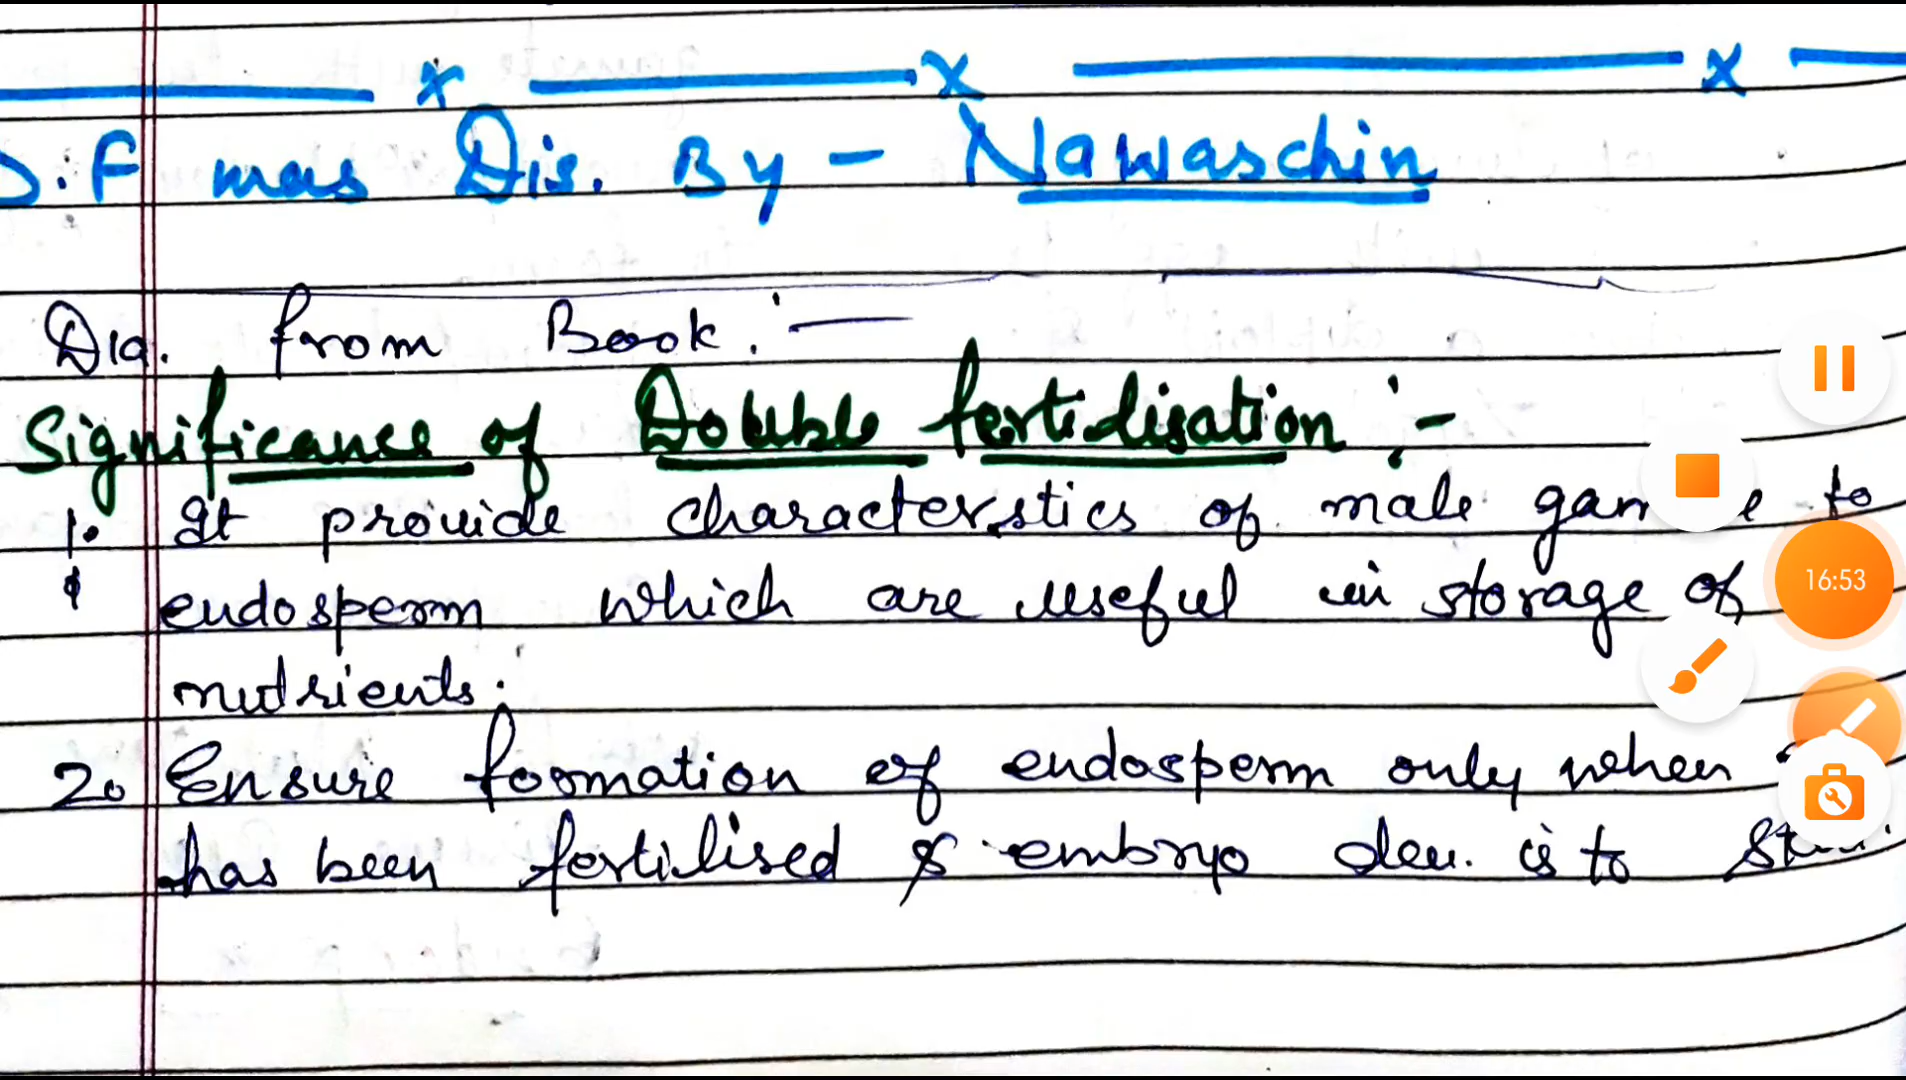 D.F was Dis. By - Nawaschin
Dia. from Book :-
Significance of Double fertilisation :-
1. It provide characterstics of male gam e to
endosperm which are useful in storage of
16:53
nutrients.
2. Ensure formation of endosperm only when
has been fertilised & embryo dev. is to